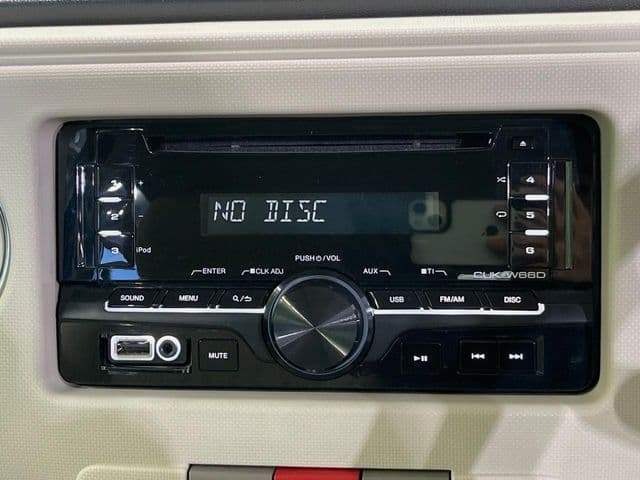 1 +
2 −
3 iPod
NO DISC
4
5
6
PUSH /VOL
ENTER CLK ADJ AUX TI
CUK-W66D
SOUND MENU USB FM/AM DISC
MUTE